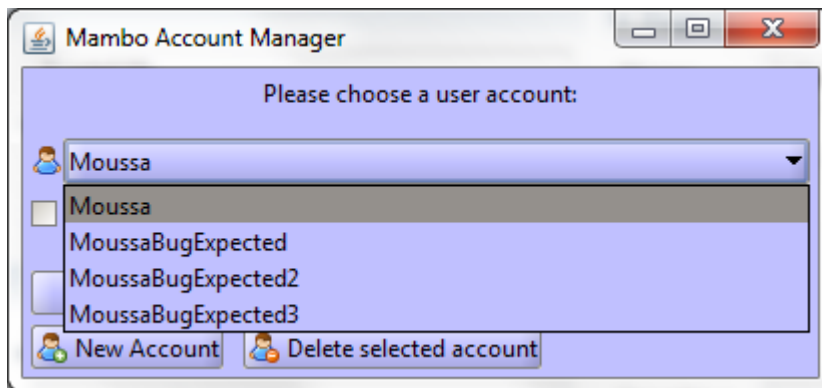 Mambo Account Manager
Please choose a user account:
Moussa
Moussa
MoussaBugExpected
MoussaBugExpected2
MoussaBugExpected3
New Account Delete selected account